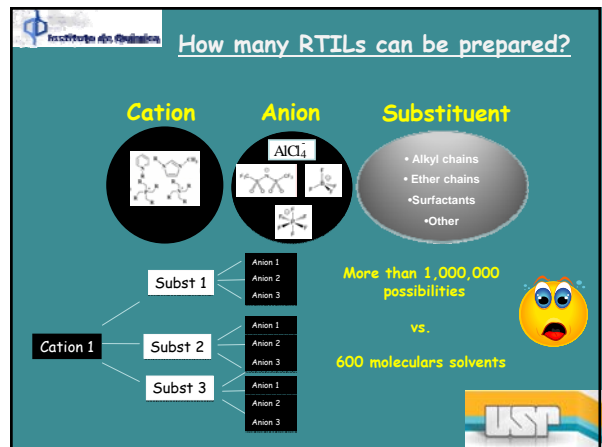 Instituto de Química
How many RTILs can be prepared?
Cation
Anion
Substituent
AlCl4-
• Alkyl chains
• Ether chains
•Surfactants
•Other
Subst 1
Anion 1
Anion 2
Anion 3
Cation 1
Subst 2
Anion 1
Anion 2
Anion 3
Subst 3
Anion 1
Anion 2
Anion 3
More than 1,000,000
possibilities
vs.
600 moleculars solvents
USP